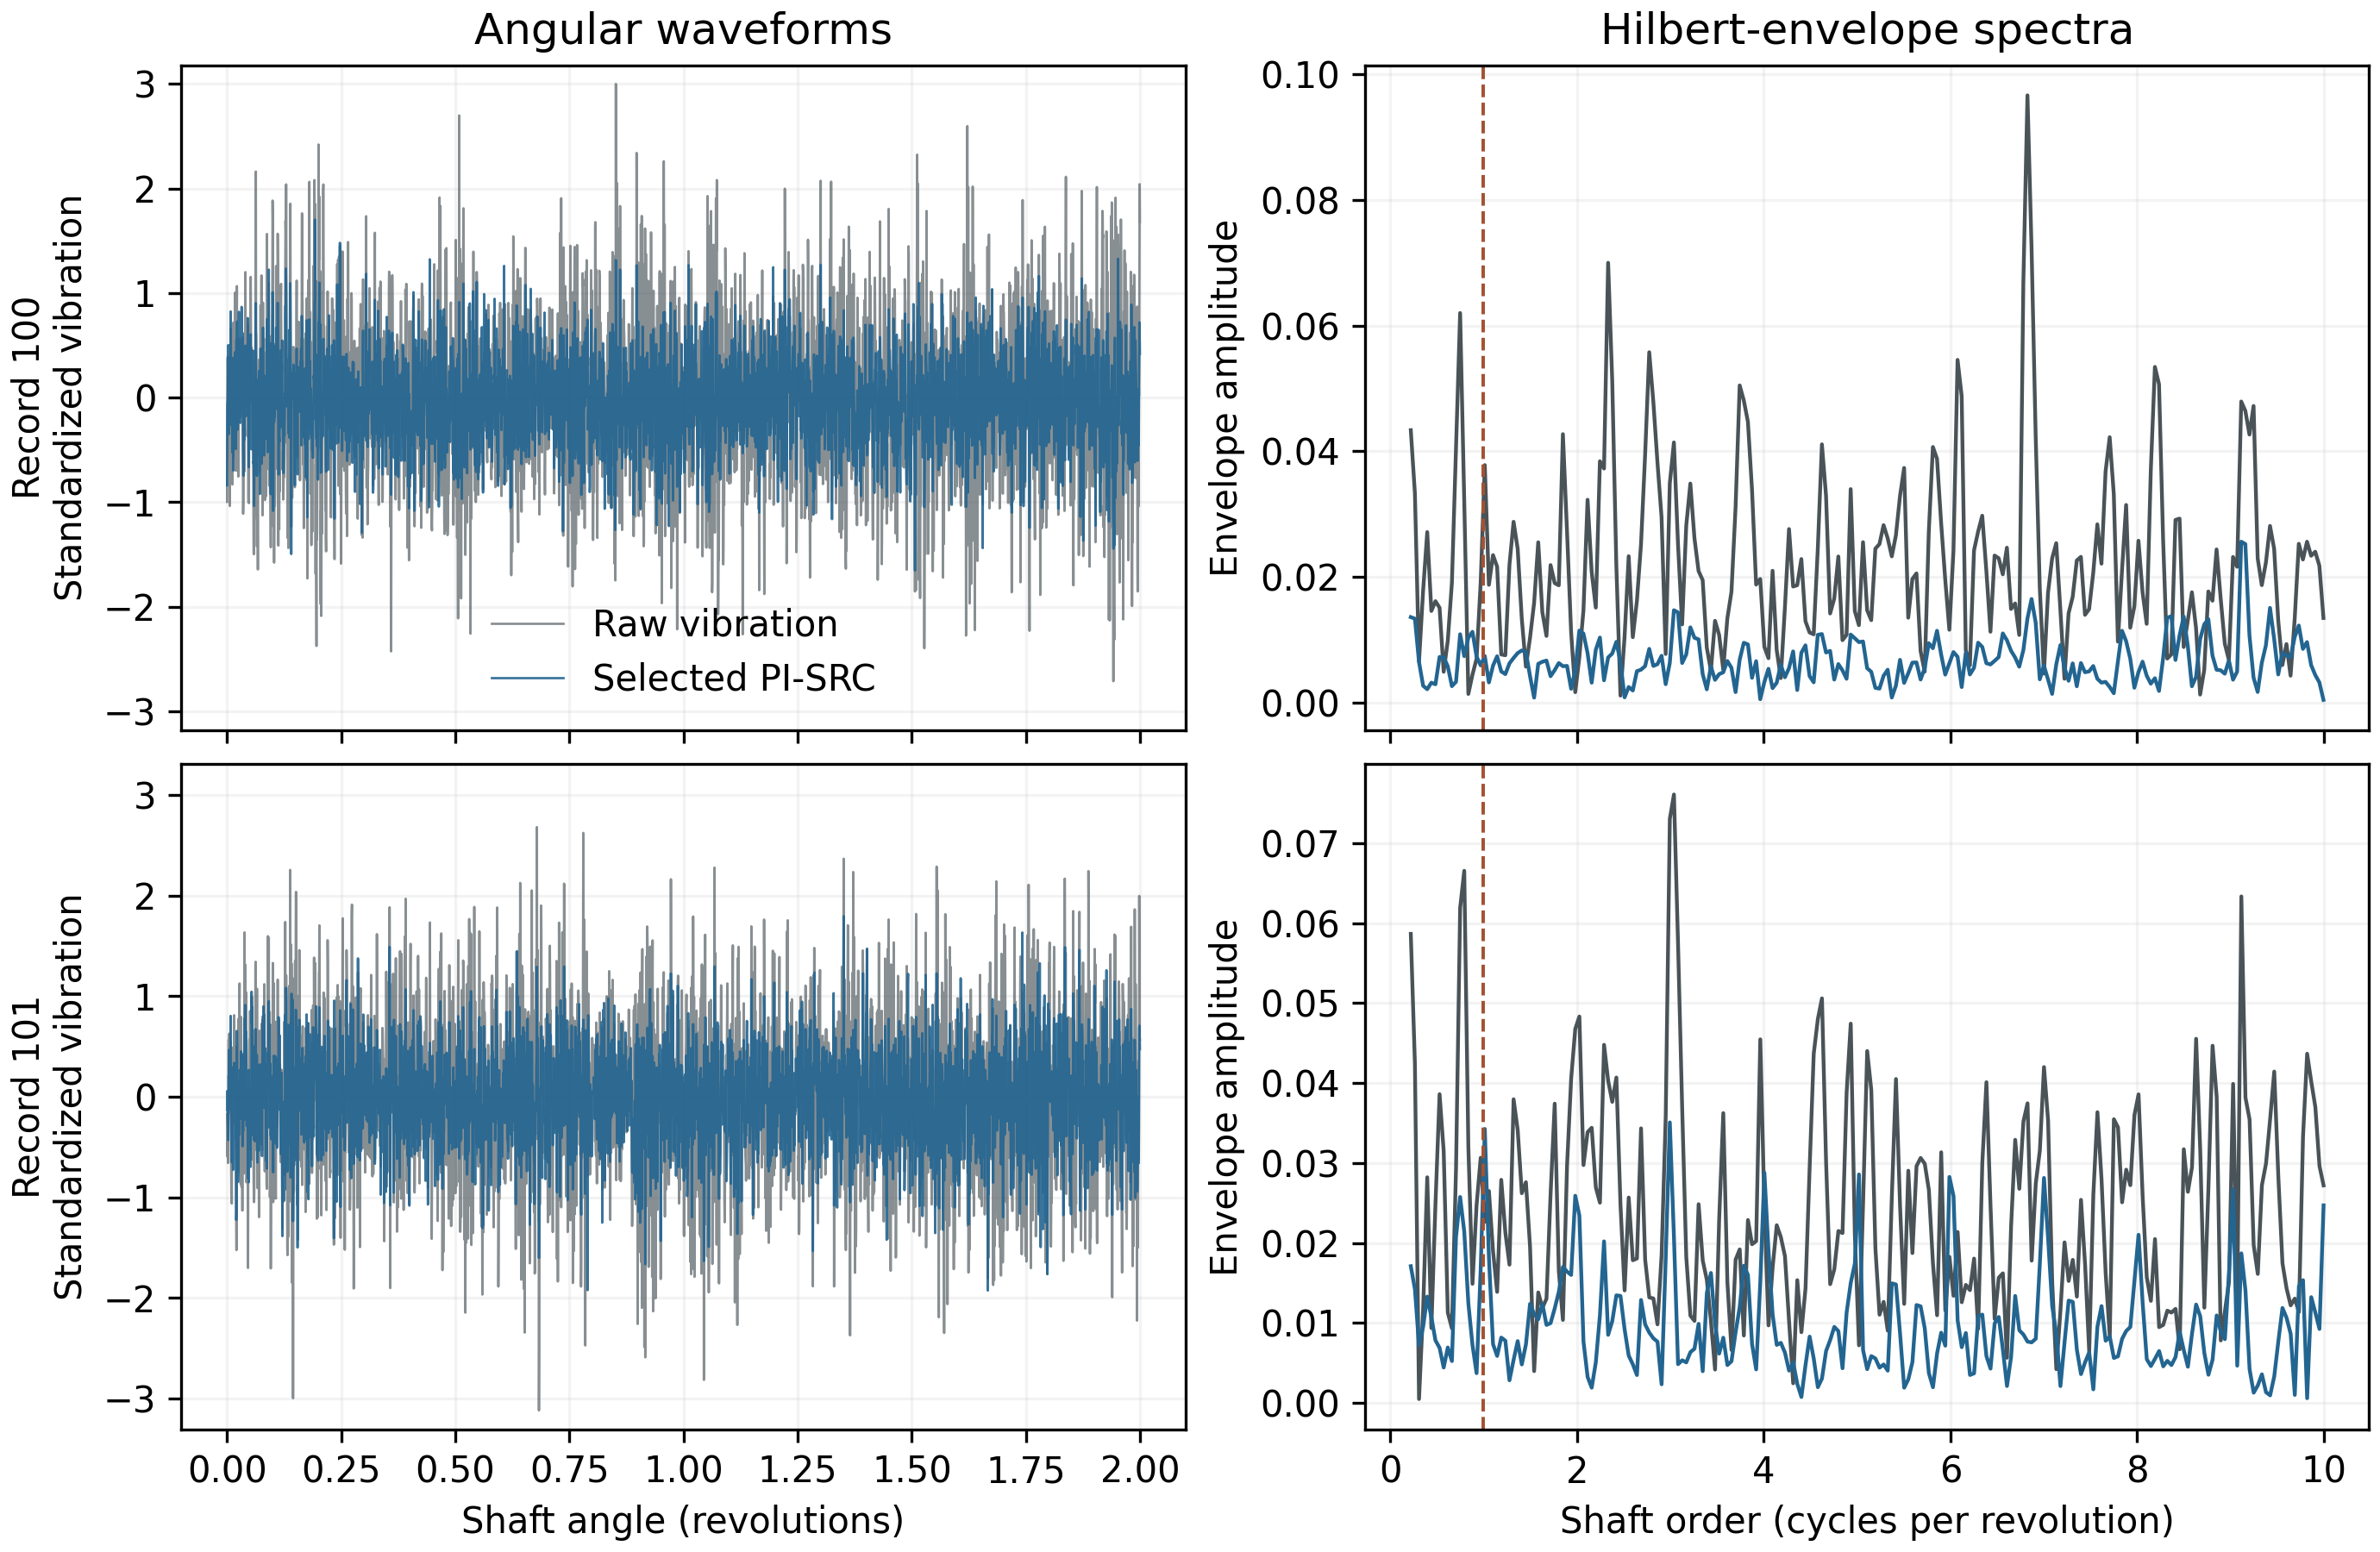 Angular waveforms
Hilbert-envelope spectra
Record 100
Standardized vibration
3
2
1
0
−1
−2
−3
Raw vibration
Selected PI-SRC
Envelope amplitude
0.10
0.08
0.06
0.04
0.02
0.00
Record 101
Standardized vibration
3
2
1
0
−1
−2
−3
0.00 0.25 0.50 0.75 1.00 1.25 1.50 1.75 2.00
Shaft angle (revolutions)
Envelope amplitude
0.07
0.06
0.05
0.04
0.03
0.02
0.01
0.00
0 2 4 6 8 10
Shaft order (cycles per revolution)